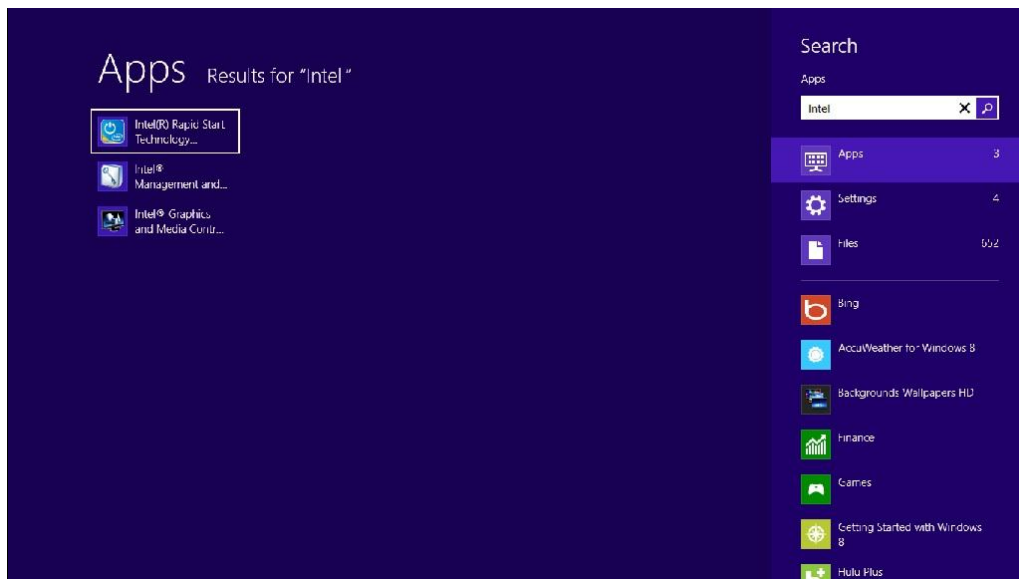 Apps Results for "Intel "
Intel(R) Rapid Start
Technology...
Intel®
Management and...
Intel® Graphics
and Media Contr...
Search
Apps
Intel
Apps 3
Settings 4
Files 652
Bing
AccuWeather for Windows 8
Backgrounds Wallpapers HD
Finance
Games
Getting Started with Windows
8
Hulu Plus